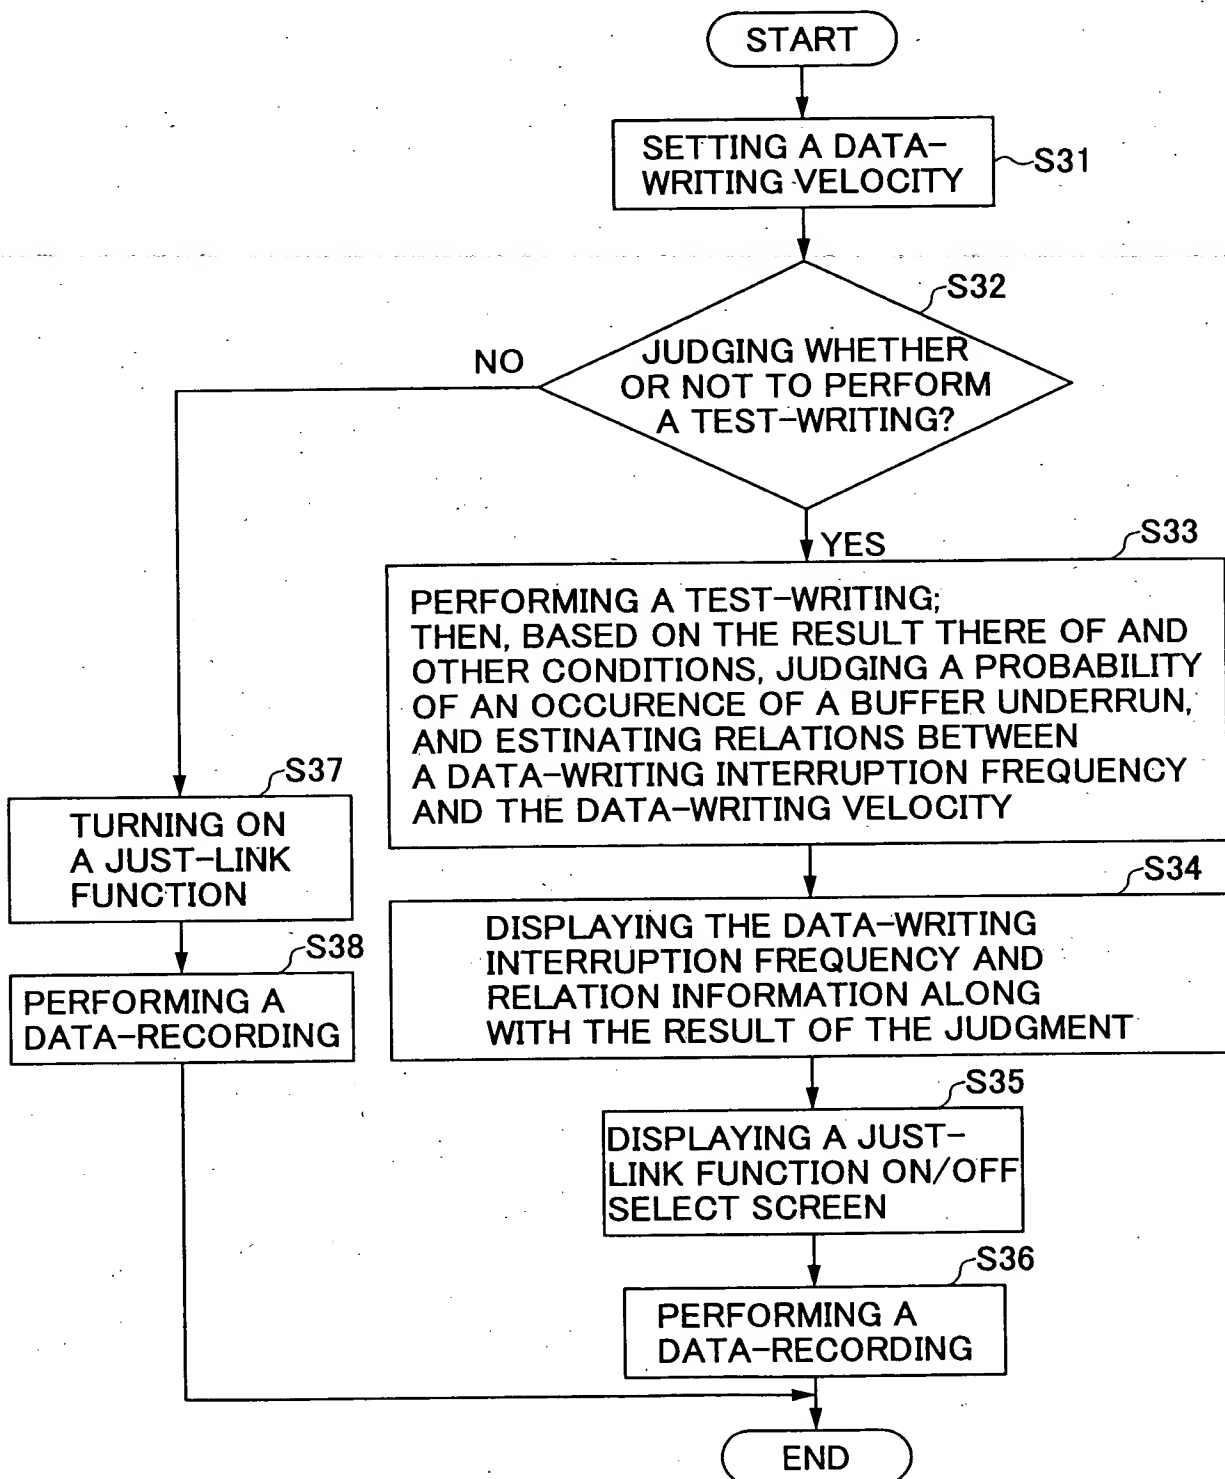 START
SETTING A DATA-
WRITING VELOCITY
S31
S32
JUDGING WHETHER
OR NOT TO PERFORM
A TEST-WRITING?
NO
YES
S33
PERFORMING A TEST-WRITING;
THEN, BASED ON THE RESULT THERE OF AND
OTHER CONDITIONS, JUDGING A PROBABILITY
OF AN OCCURENCE OF A BUFFER UNDERRUN,
AND ESTINATING RELATIONS BETWEEN
A DATA-WRITING INTERRUPTION FREQUENCY
AND THE DATA-WRITING VELOCITY
S37
TURNING ON
A JUST-LINK
FUNCTION
S34
DISPLAYING THE DATA-WRITING
INTERRUPTION FREQUENCY AND
RELATION INFORMATION ALONG
WITH THE RESULT OF THE JUDGMENT
S38
PERFORMING A
DATA-RECORDING
S35
DISPLAYING A JUST-
LINK FUNCTION ON/OFF
SELECT SCREEN
S36
PERFORMING A
DATA-RECORDING
END